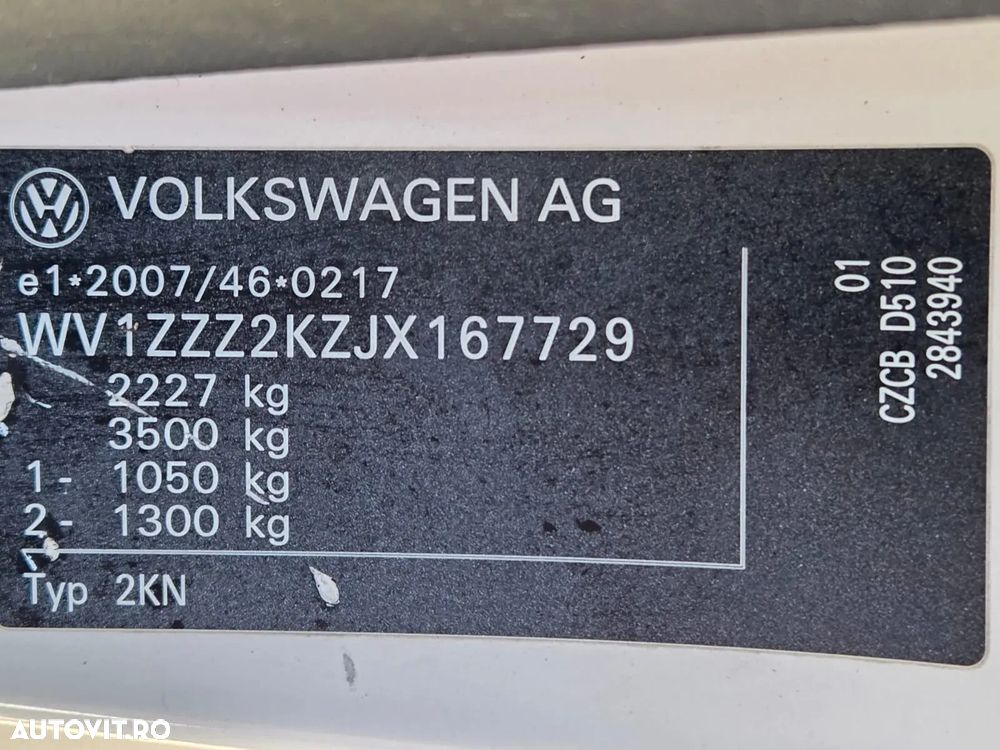 VOLKSWAGEN AG
e1*2007/46*0217
WV1ZZZ2KZJX167729
2227 kg
3500 kg
1- 1050 kg
2- 1300 kg
Typ 2KN
01
CZCB D510
2843940
AUTOVIT.RO